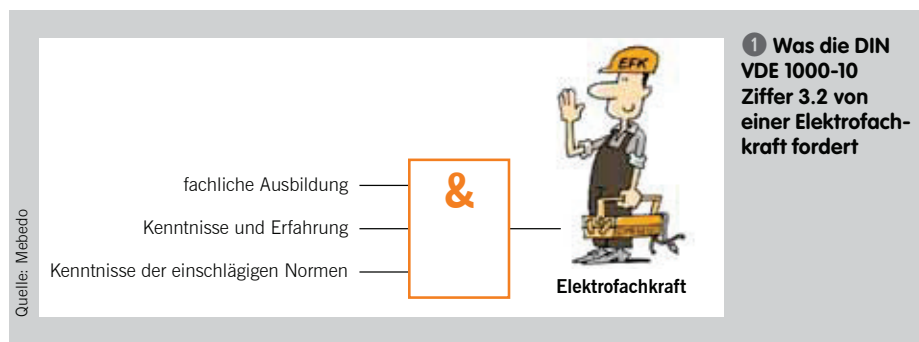 ❶ Was die DIN
VDE 1000-10
Ziffer 3.2 von
einer Elektrofach-
kraft fordert
EFK
fachliche Ausbildung
Kenntnisse und Erfahrung
Kenntnisse der einschlägigen Normen
&
Elektrofachkraft
Quelle: Mebedo